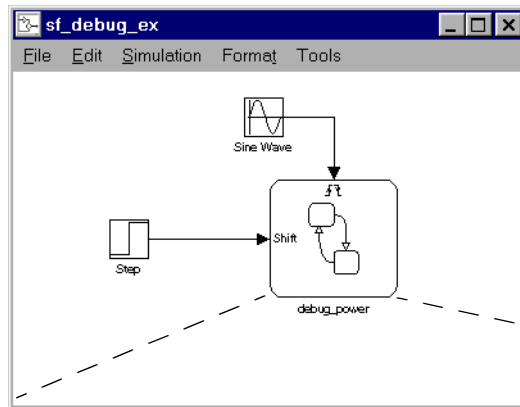 sf_debug_ex
File Edit Simulation Format Tools
Sine Wave
Shift
Step
debug_power